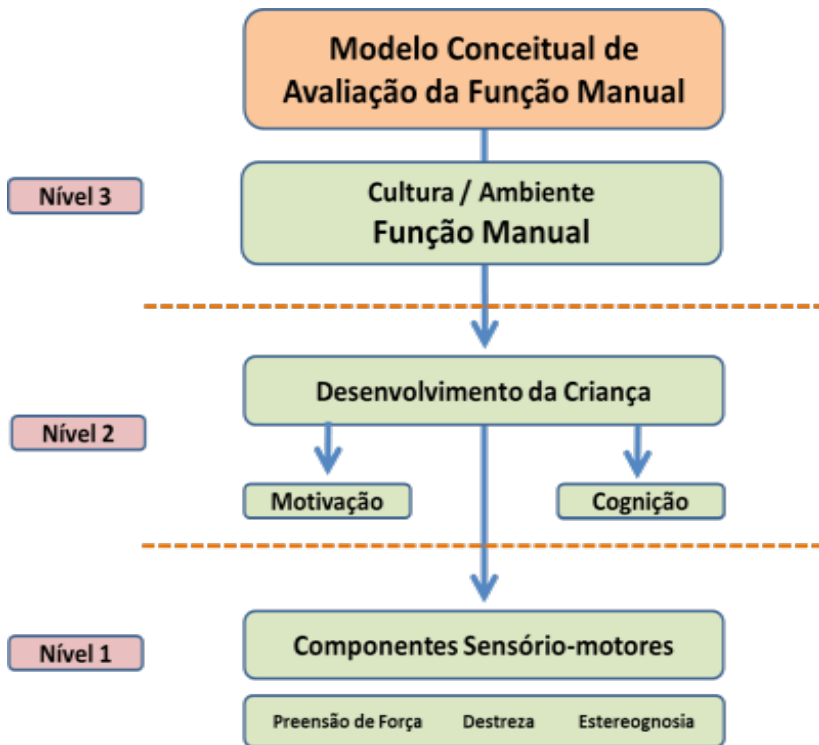 Modelo Conceitual de
Avaliação da Função Manual
Nível 3
Cultura / Ambiente
Função Manual
Desenvolvimento da Criança
Nível 2
Motivação
Cognição
Nível 1
Componentes Sensório-motores
Preensão de Força Destreza Estereognosia